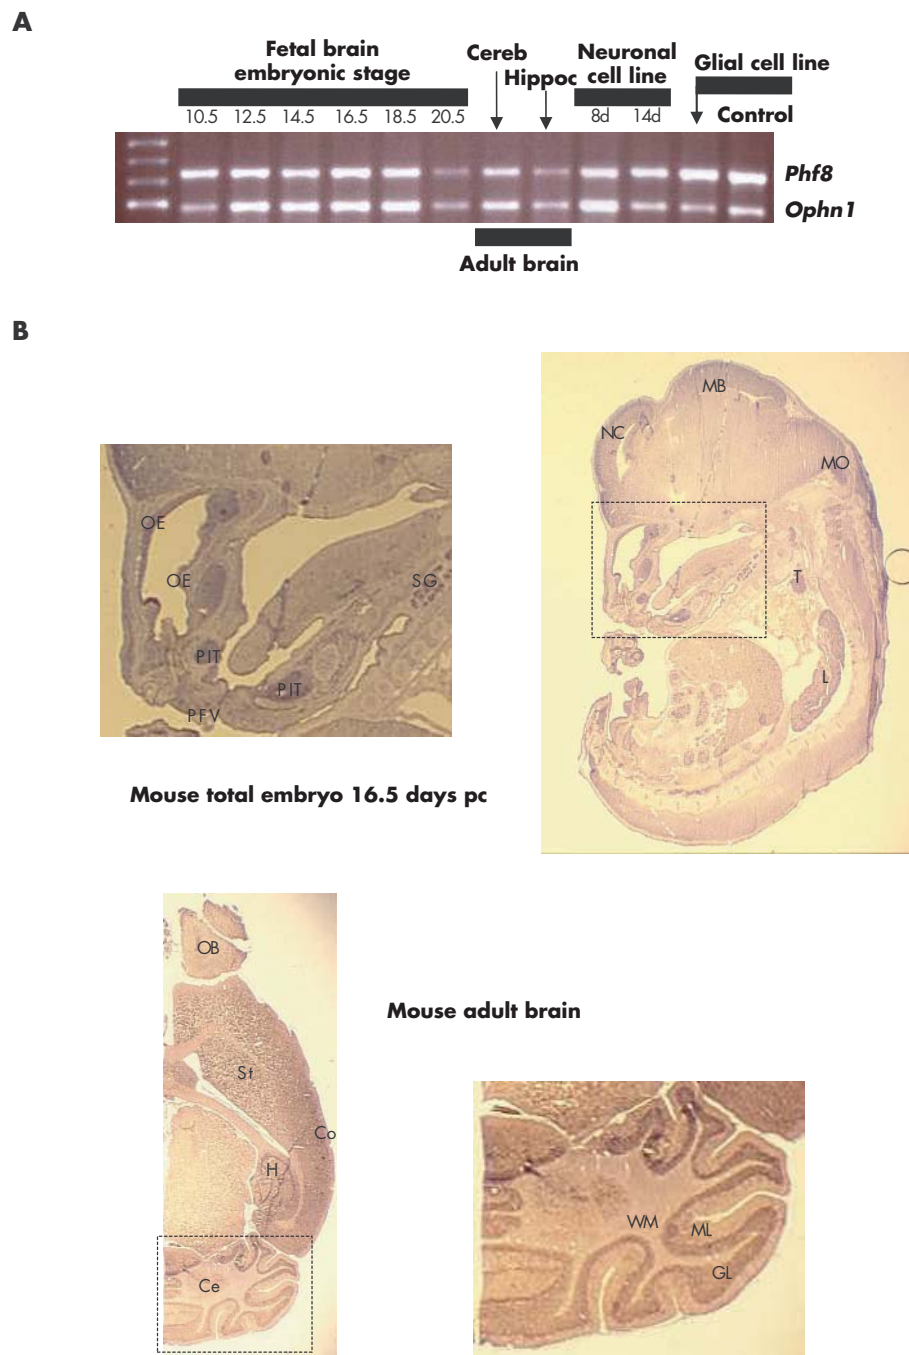 A
Fetal brain
embryonic stage
Cereb
Hippoc
Neuronal
cell line
Glial cell line
10.5 12.5 14.5 16.5 18.5 20.5
8d 14d
Control
Phf8
Ophn1
Adult brain
B
MB
NC
MO
T
L
OE
OE
SG
PIT
PIT
PFV
Mouse total embryo 16.5 days pc
OB
St
Co
H
Ce
Mouse adult brain
WM
ML
GL